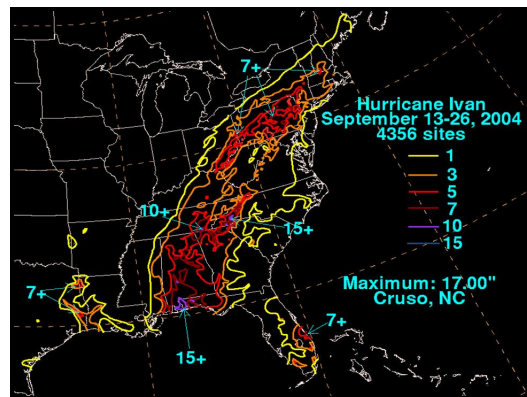 7+
Hurricane Ivan
September 13-26, 2004
4356 sites
1
3
5
7
10
15
10+
15+
Maximum: 17.00"
Cruso, NC
7+
7+
15+